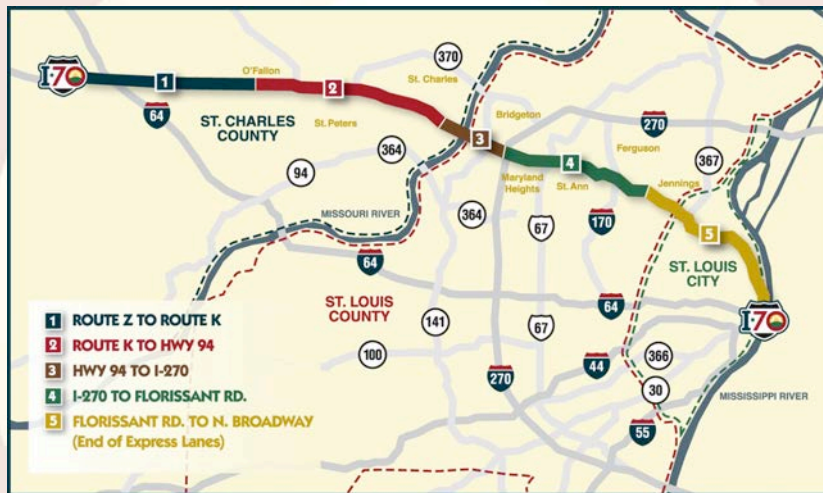 I-70
1
O'Fallon
2
370
St. Charles
64
ST. CHARLES
COUNTY
St. Peters
Bridgeton
3
270
364
Ferguson
94
4
367
Maryland
Heights
St. Ann
Jennings
MISSOURI RIVER
364
67
170
5
64
ST. LOUIS
CITY
ST. LOUIS
COUNTY
64
I-70
141
67
100
366
270
44
30
MISSISSIPPI RIVER
55
1 ROUTE Z TO ROUTE K
2 ROUTE K TO HWY 94
3 HWY 94 TO I-270
4 I-270 TO FLORISSANT RD.
5 FLORISSANT RD. TO N. BROADWAY
(End of Express Lanes)